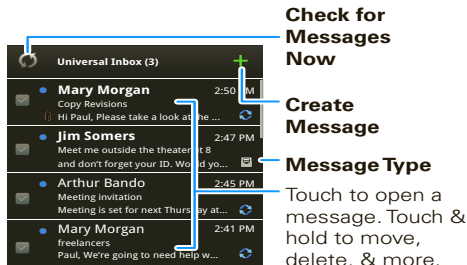 Check for
Messages
Now
Universal Inbox (3)
Mary Morgan 2:50 PM
Copy Revisions
Hi Paul, Please take a look at the ...
Create
Message
Jim Somers 2:47 PM
Meet me outside the theater at 8
and don't forget your ID. Would yo...
Message Type
Arthur Bando 2:45 PM
Meeting invitation
Meeting is set for next Thursday at...
Mary Morgan 2:41 PM
freelancers
Paul, We're going to need help w...
Touch to open a
message. Touch &
hold to move,
delete, & more.